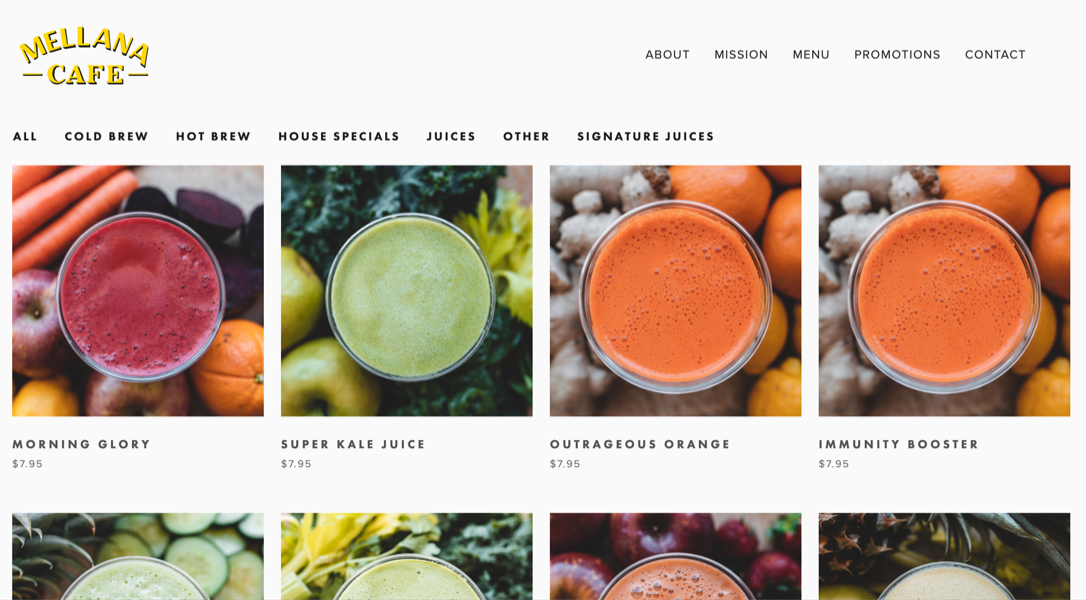 MELLANA
CAFE
ABOUT MISSION MENU PROMOTIONS CONTACT
ALL COLD BREW HOT BREW HOUSE SPECIALS JUICES OTHER SIGNATURE JUICES
MORNING GLORY
$7.95
SUPER KALE JUICE
$7.95
OUTRAGEOUS ORANGE
$7.95
IMMUNITY BOOSTER
$7.95